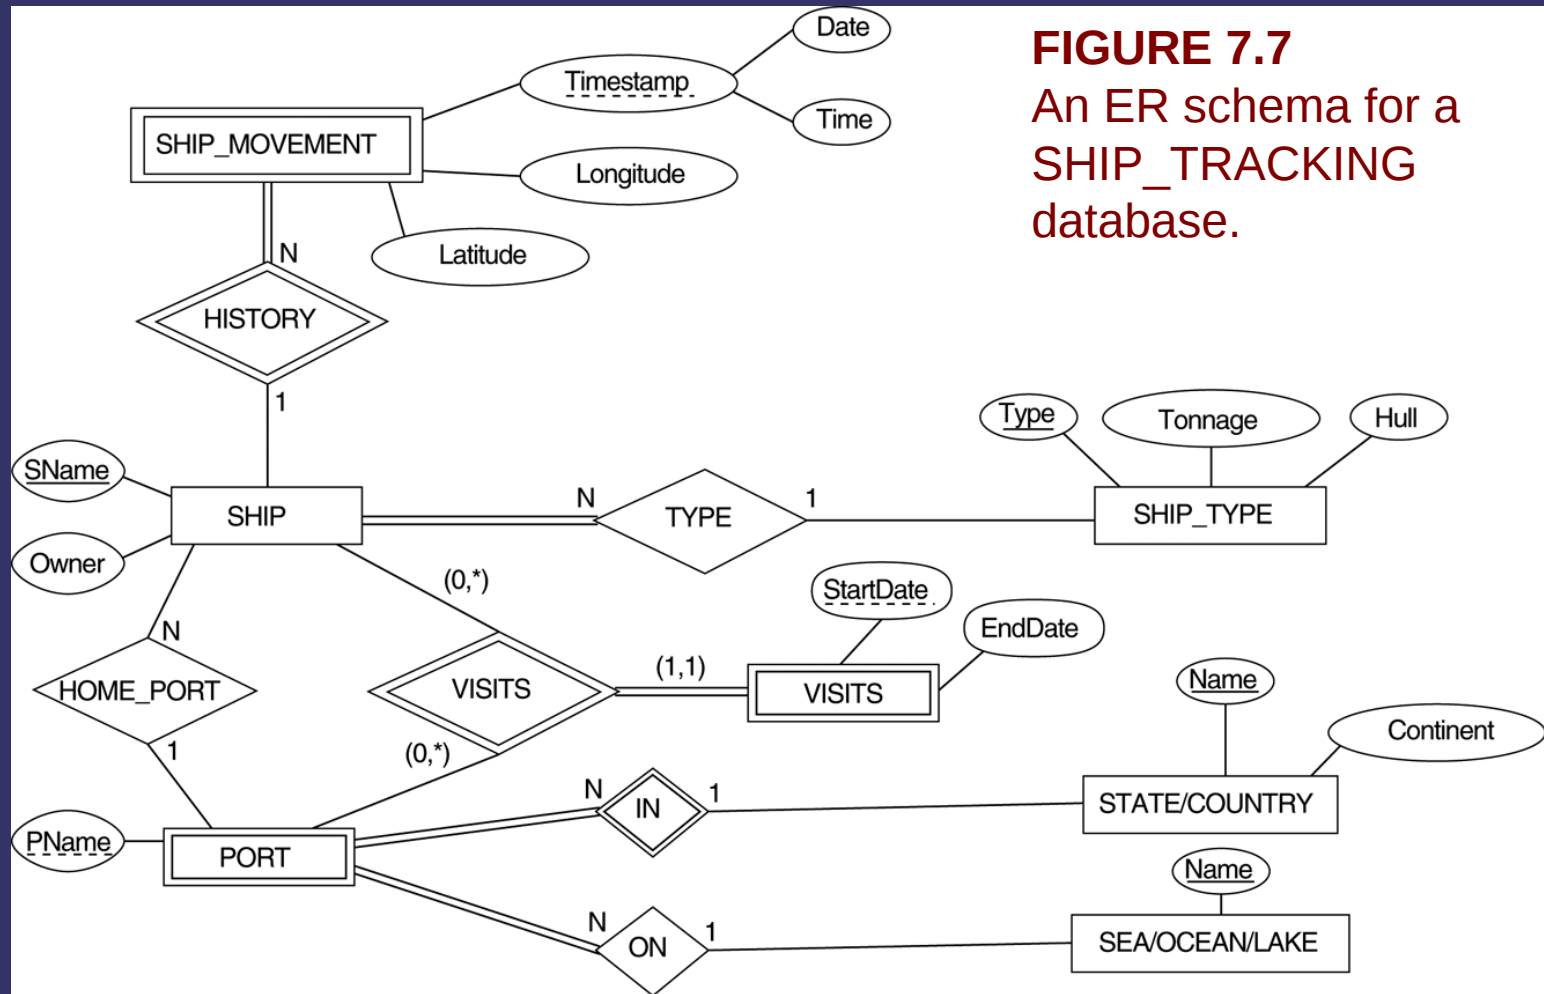 FIGURE 7.7
An ER schema for a
SHIP_TRACKING
database.
Date
Timestamp
Time
SHIP_MOVEMENT
Longitude
Latitude
N
HISTORY
1
SName
SHIP
Owner
N
TYPE
1
Type
Tonnage
Hull
SHIP_TYPE
(0,*)
StartDate
EndDate
N
HOME_PORT
1
VISITS
(1,1)
VISITS
(0,*)
Name
Continent
N
IN
1
STATE/COUNTRY
PName
PORT
Name
N
ON
1
SEA/OCEAN/LAKE